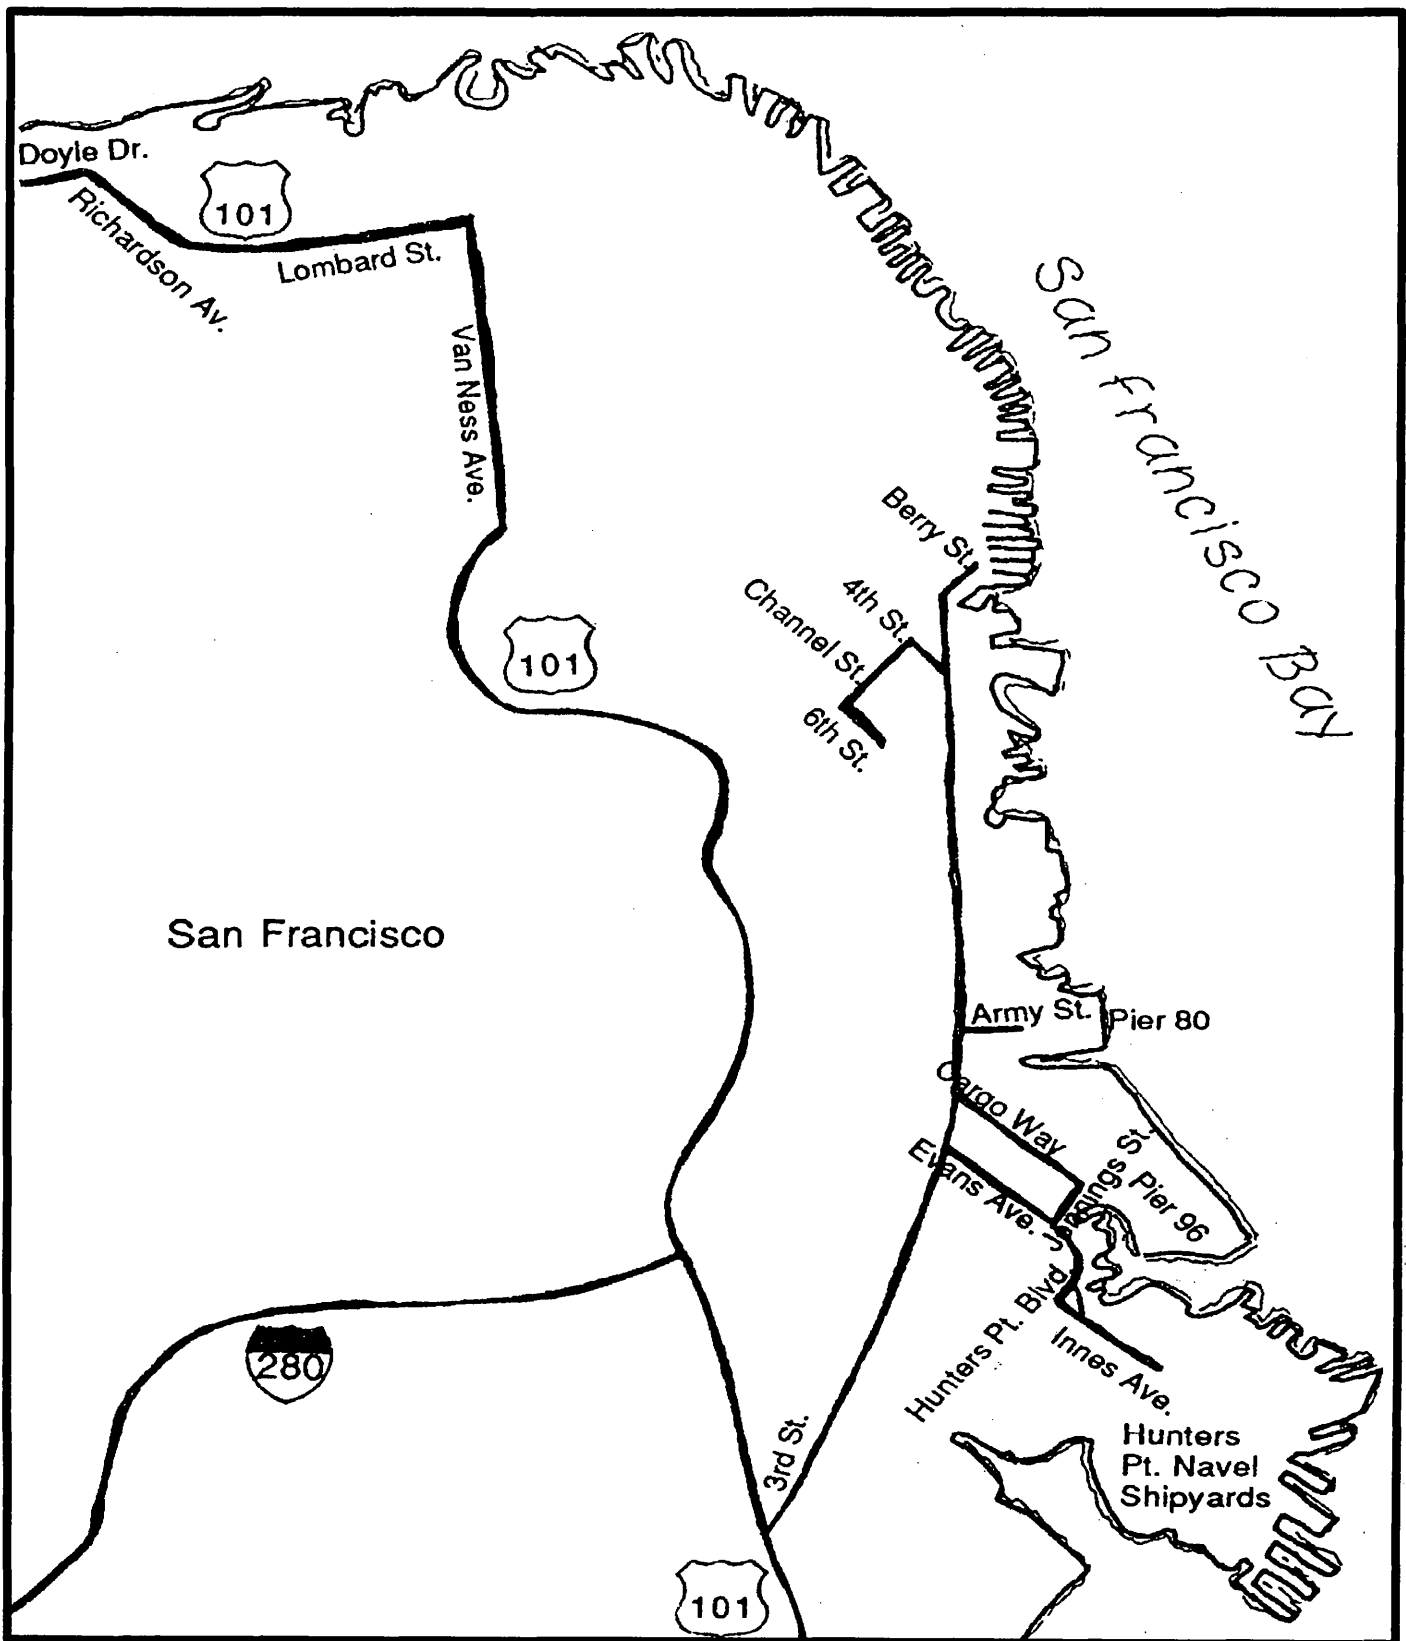 Doyle Dr.
101
Richardson Av.
Lombard St.
San Francisco Bay
Van Ness Ave.
Berry St.
4th St.
Channel St.
101
6th St.
San Francisco
Army St.
Pier 80
Cargo Way
Jennings St.
Evans Ave.
Pier 96
Hunters Pt. Blvd
Innes Ave.
280
3rd St.
Hunters
Pt. Navel
Shipyards
101